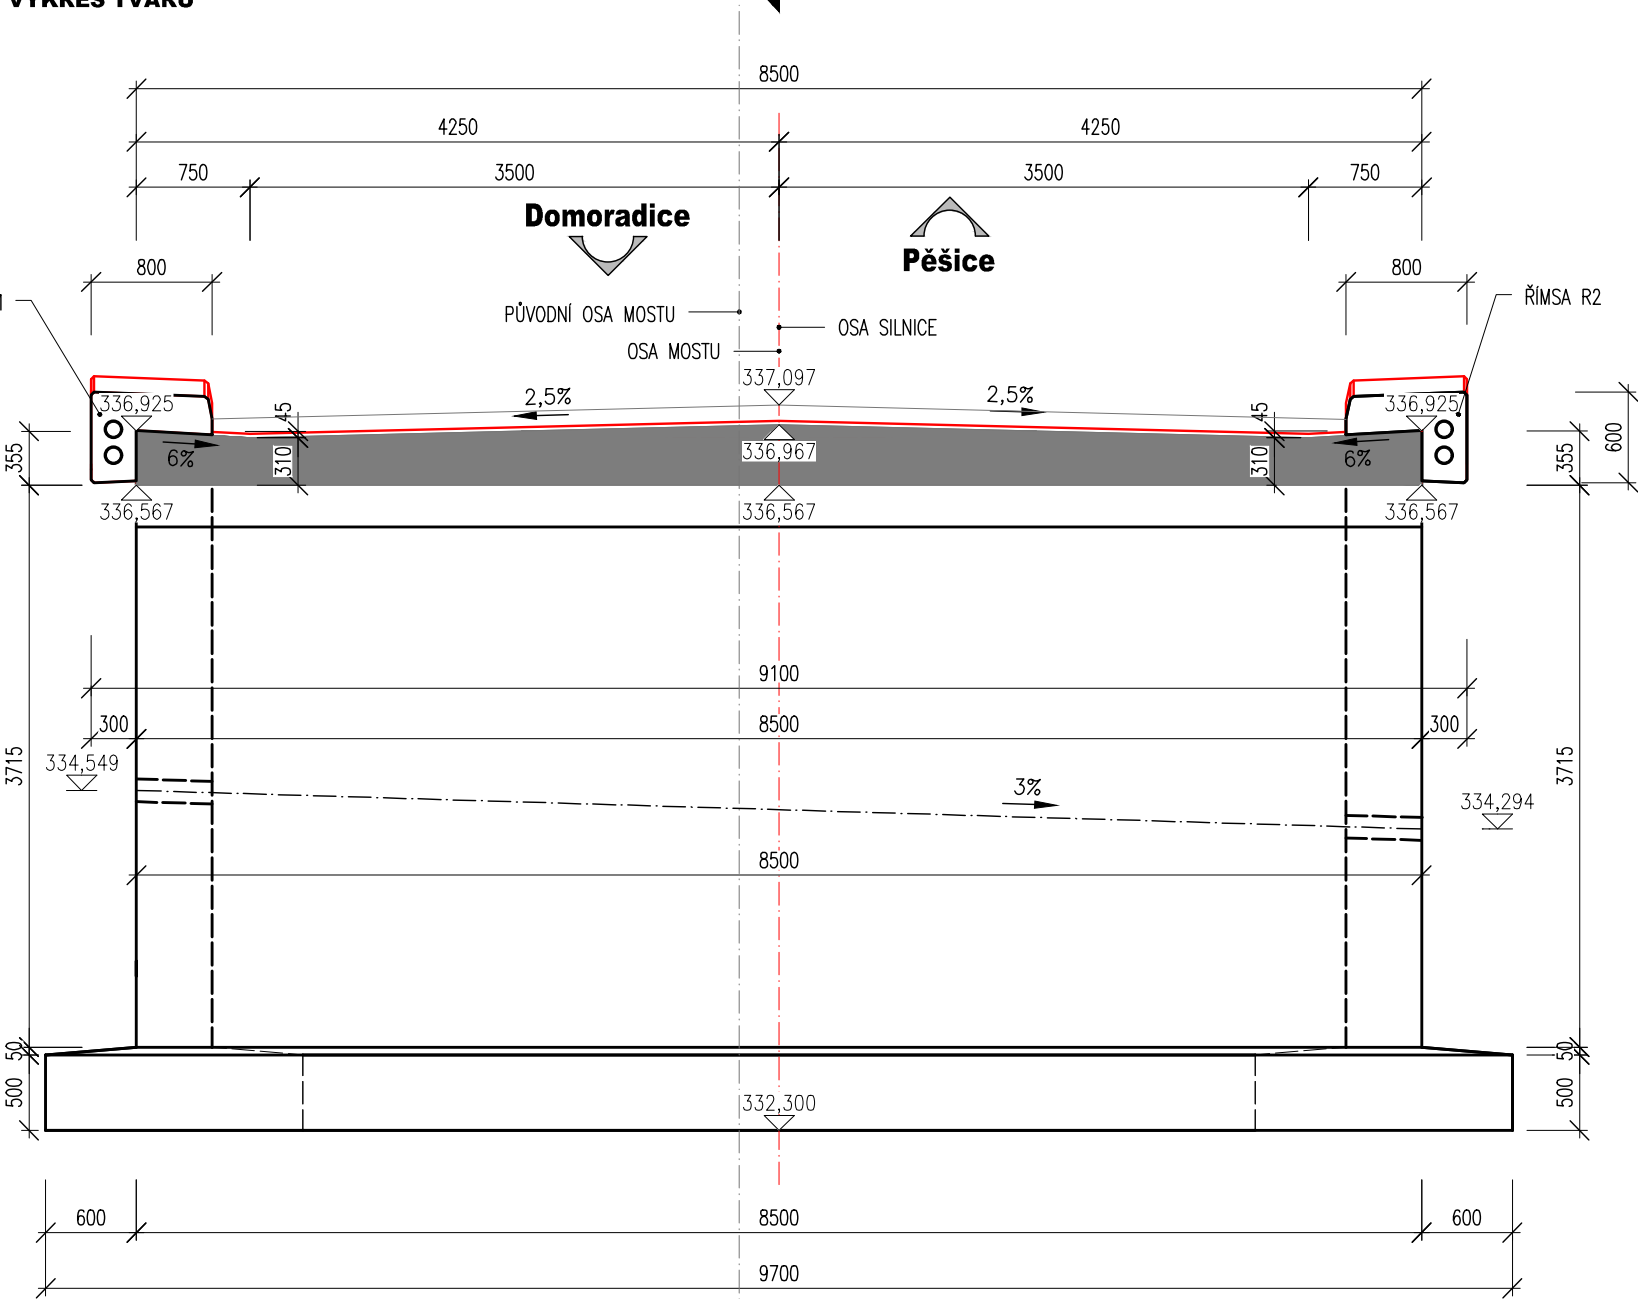 VÝKRES TVARU
8500
4250 4250
750 3500 3500 750
Domoradice
Pěšice
800 800
PŮVODNÍ OSA MOSTU
OSA SILNICE
OSA MOSTU
ŘÍMSA R2
337,097
2,5% 2,5%
336,925 45 45 336,925
355 6% 310 336,967 310 6% 355 600
336,567 336,567 336,567
9100
300 8500 300
334,549
3715 3% 3715
334,294
8500
50 50
500 332,300 500
600 8500 600
9700